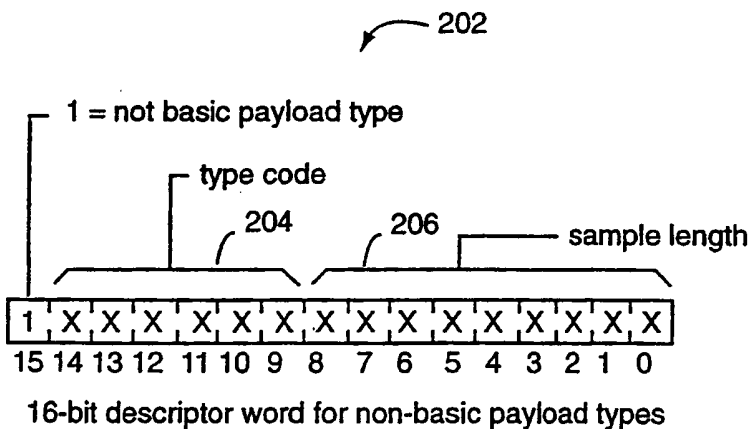 202
1 = not basic payload type
type code
204
206
sample length
1 X X X X X X X X X X X X X X X
15 14 13 12 11 10 9 8 7 6 5 4 3 2 1 0
16-bit descriptor word for non-basic payload types